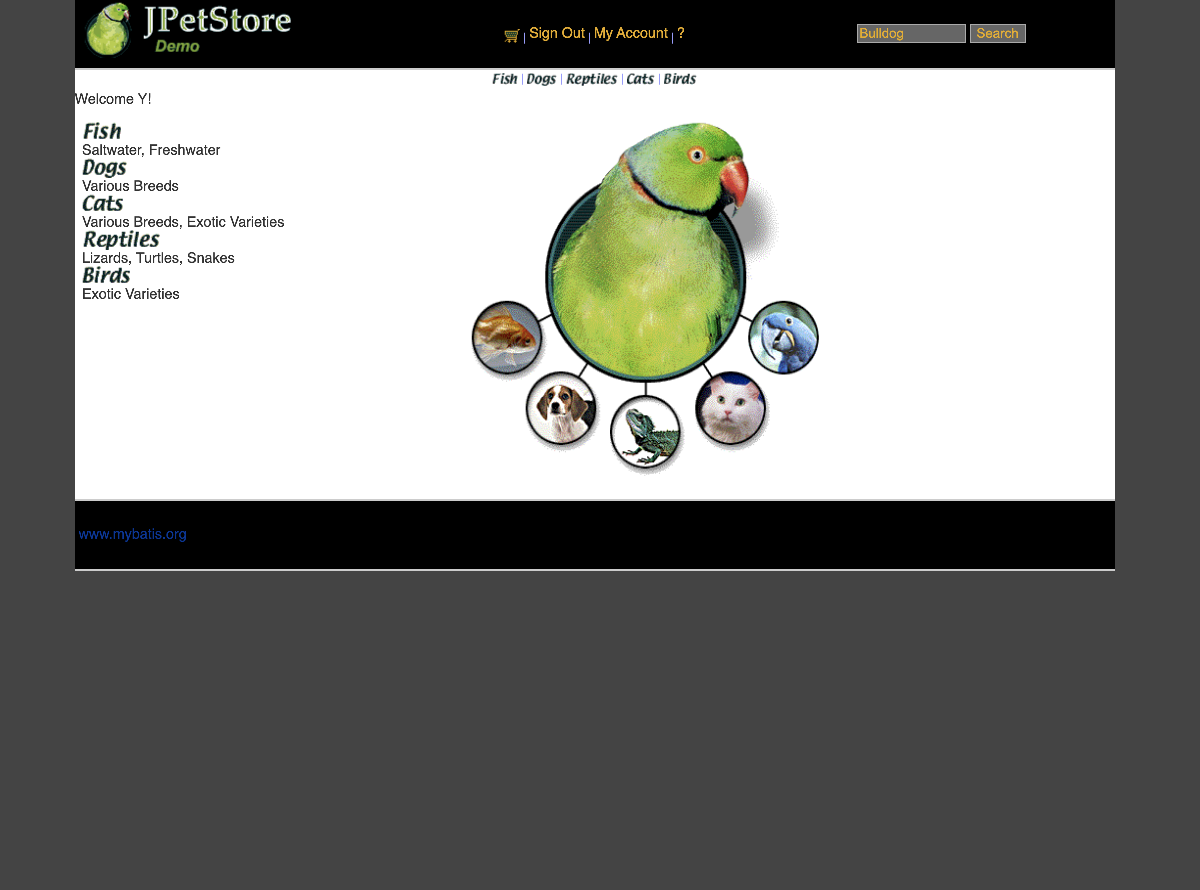 JPetStore
Demo
Sign Out | My Account | ?
Bulldog Search
Fish | Dogs | Reptiles | Cats | Birds
Welcome Y!
Fish
Saltwater, Freshwater
Dogs
Various Breeds
Cats
Various Breeds, Exotic Varieties
Reptiles
Lizards, Turtles, Snakes
Birds
Exotic Varieties
www.mybatis.org